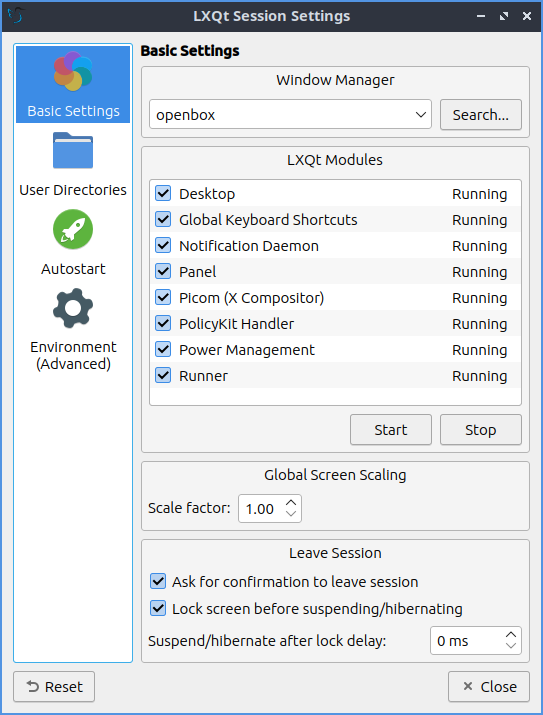 LXQt Session Settings
Basic Settings
User Directories
Autostart
Environment
(Advanced)
Basic Settings
Window Manager
openbox
Search...
LXQt Modules
Desktop Running
Global Keyboard Shortcuts Running
Notification Daemon Running
Panel Running
Picom (X Compositor) Running
PolicyKit Handler Running
Power Management Running
Runner Running
Start Stop
Global Screen Scaling
Scale factor: 1.00
Leave Session
Ask for confirmation to leave session
Lock screen before suspending/hibernating
Suspend/hibernate after lock delay: 0 ms
Reset Close